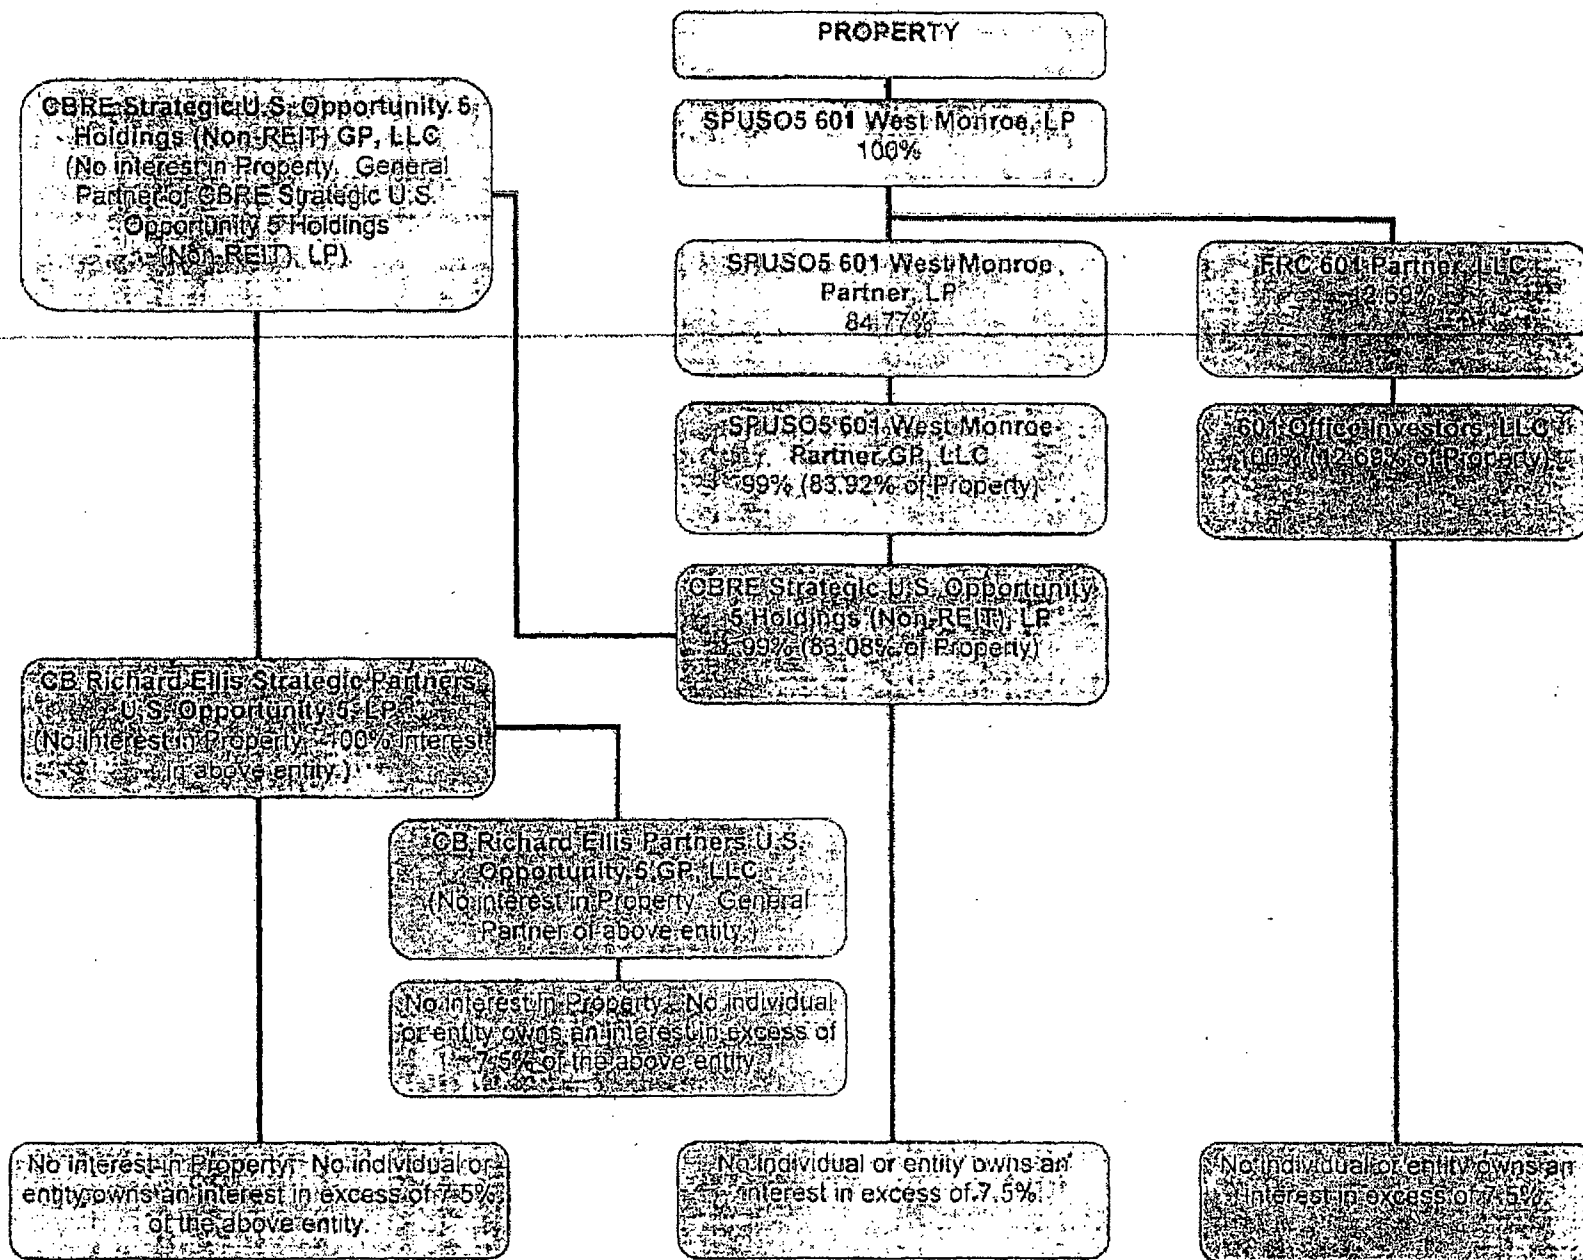 PROPERTY
SPUSO5 601 West Monroe, LP
100%
CBRE Strategic U.S. Opportunity 5
Holdings (Non-REIT) GP, LLC
(No interest in Property. General
Partner of CBRE Strategic U.S.
Opportunity 5 Holdings
(Non-REIT), LP)
SPUSO5 601 West Monroe
Partner, LP
84.77%
FRC 601 Partner, LLC
12.69%
SPUSO5 601 West Monroe
Partner GP, LLC
99% (83.92% of Property)
601 Office Investors, LLC
100% (12.69% of Property)
CBRE Strategic U.S. Opportunity
5 Holdings (Non-REIT), LP
99% (83.08% of Property)
CB Richard Ellis Strategic Partners
U.S. Opportunity 5, LP
(No interest in Property. 100% interest
in above entity.)
CB Richard Ellis Partners U.S.
Opportunity 5 GP, LLC
(No interest in Property. General
Partner of above entity.)
No interest in Property. No individual
or entity owns an interest in excess of
7.5% of the above entity
No interest in Property. No individual or
entity owns an interest in excess of 7.5%
of the above entity.
No individual or entity owns an
interest in excess of 7.5%.
No individual or entity owns an
interest in excess of 7.5%